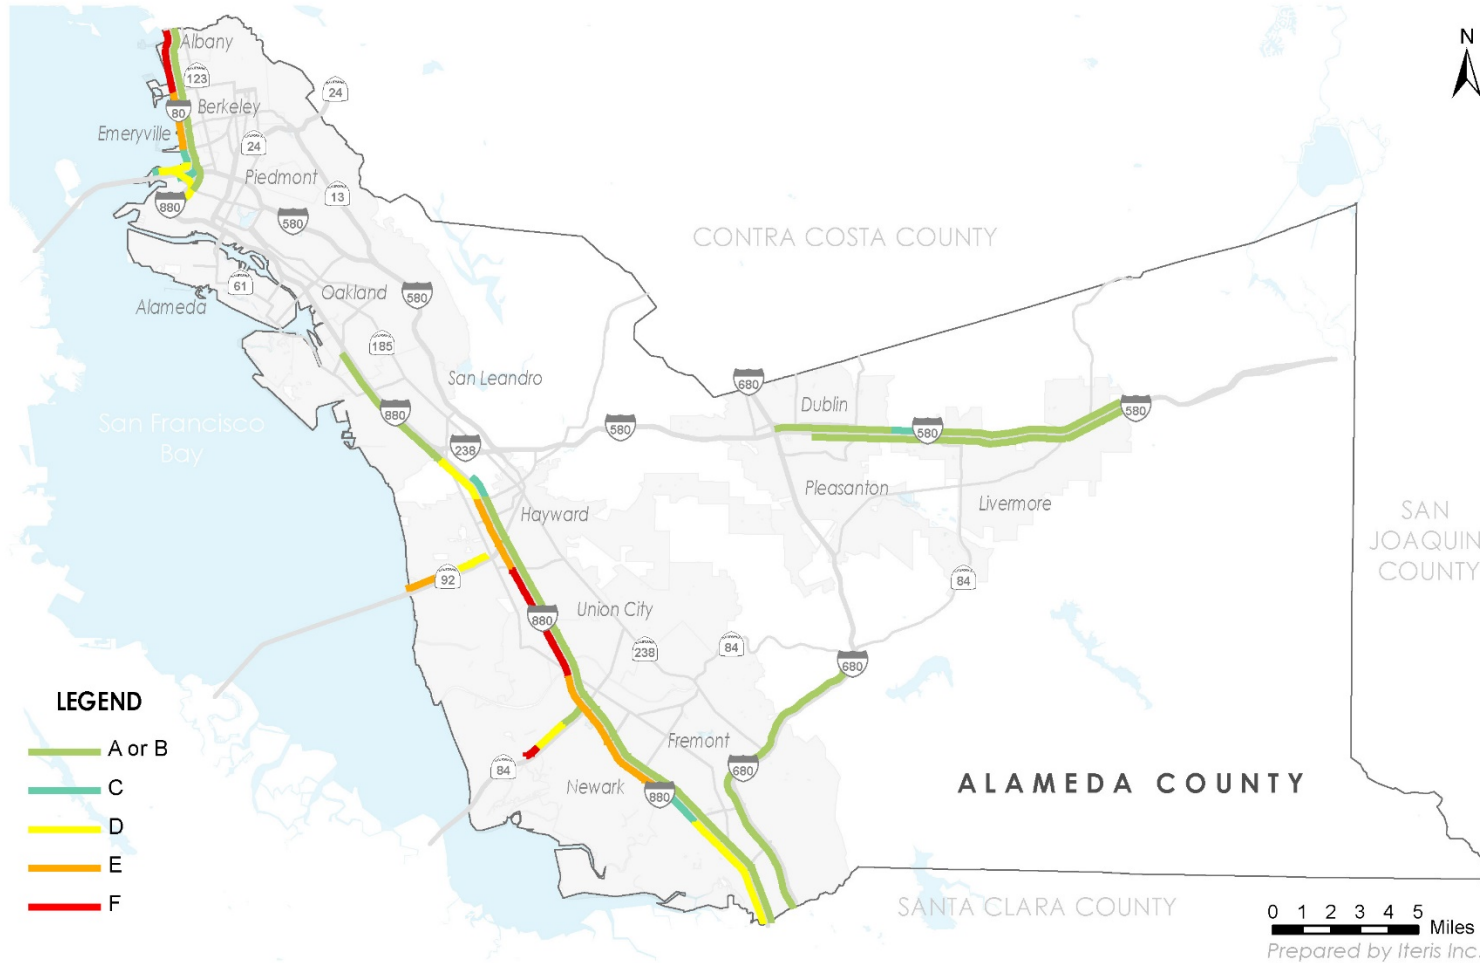 N
Albany
123
24
80
Berkeley
Emeryville
24
Piedmont
13
880
580
CONTRA COSTA COUNTY
61
Oakland
580
Alameda
185
San Leandro
680
Dublin
880
580
580
580
San Francisco
Bay
238
Pleasanton
Livermore
Hayward
SAN
JOAQUIN
COUNTY
92
84
Union City
880
238
84
680
LEGEND
A or B
C
D
E
F
Fremont
680
84
Newark
880
ALAMEDA COUNTY
SANTA CLARA COUNTY
0 1 2 3 4 5
Miles
Prepared by Iteris Inc.